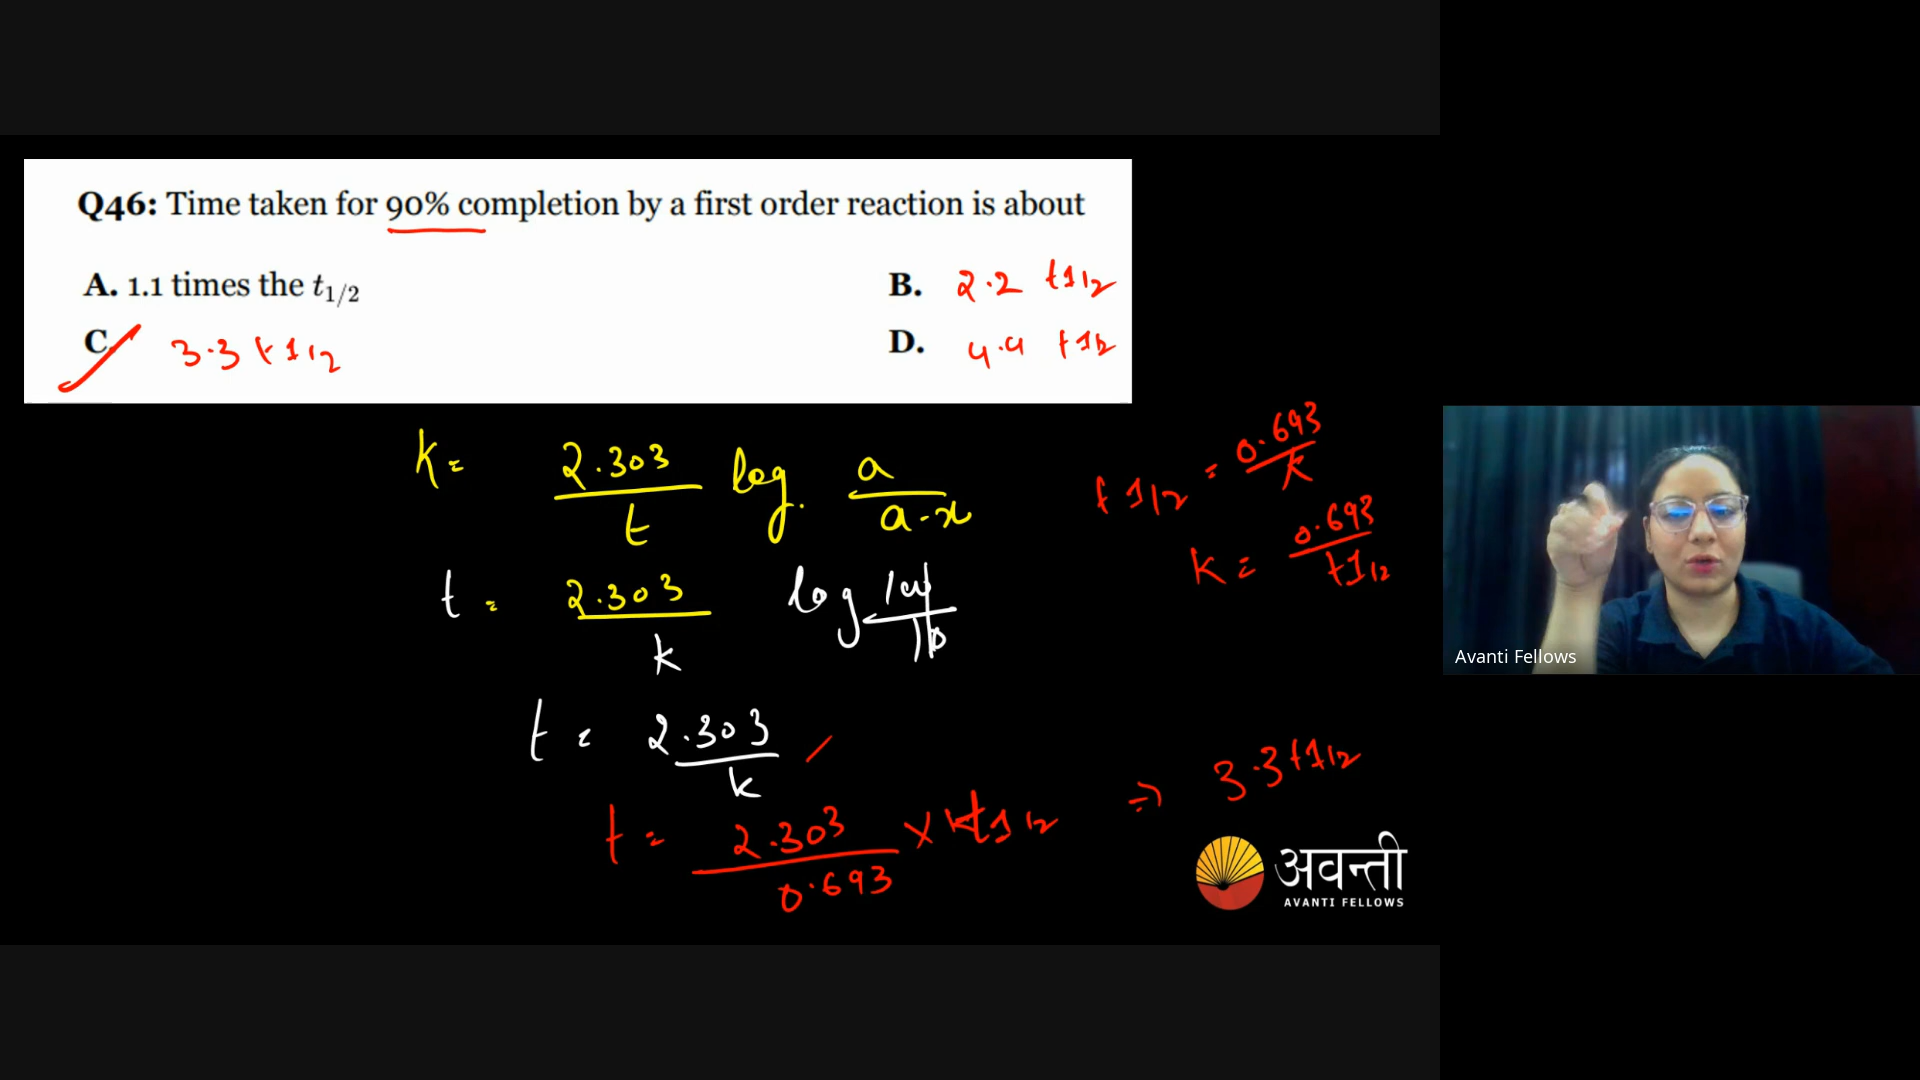 Q46: Time taken for 90% completion by a first order reaction is about
A. 1.1 times the t1/2
B. 2.2 t1/2
C. 3.3 t1/2
D. 4.4 t1/2
k = 2.303/t log a/a-x
t1/2 = 0.693/k
k = 0.693/t1/2
t = 2.303/k log 100/10
t = 2.303/k
t = 2.303/0.693 × t1/2 ⇒ 3.3 t1/2
Avanti Fellows
अवन्ती
AVANTI FELLOWS